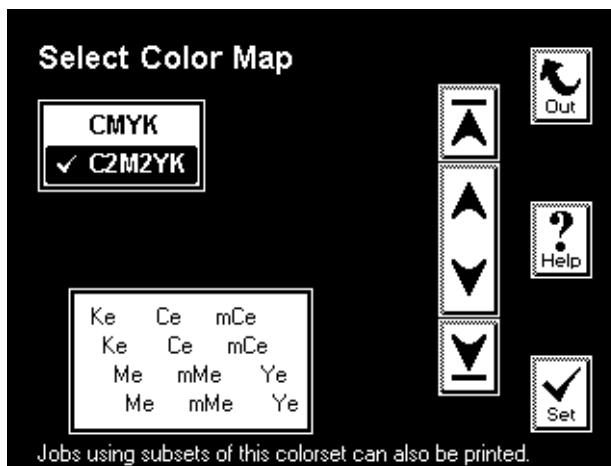 Select Color Map
Out
CMYK
✓ C2M2YK
?
Help
Ke Ce mCe
Ke Ce mCe
Me mMe Ye
Me mMe Ye
Set
Jobs using subsets of this colorset can also be printed.